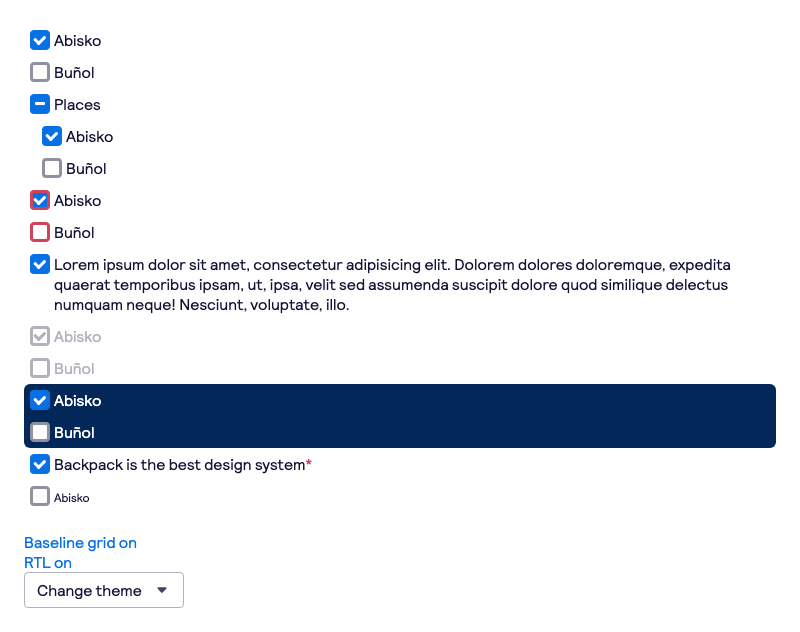 Abisko
Buñol
Places
Abisko
Buñol
Abisko
Buñol
Lorem ipsum dolor sit amet, consectetur adipisicing elit. Dolorem dolores doloremque, expedita
quaerat temporibus ipsam, ut, ipsa, velit sed assumenda suscipit dolore quod similique delectus
numquam neque! Nesciunt, voluptate, illo.
Abisko
Buñol
Abisko
Buñol
Backpack is the best design system*
Abisko
Baseline grid on
RTL on
Change theme